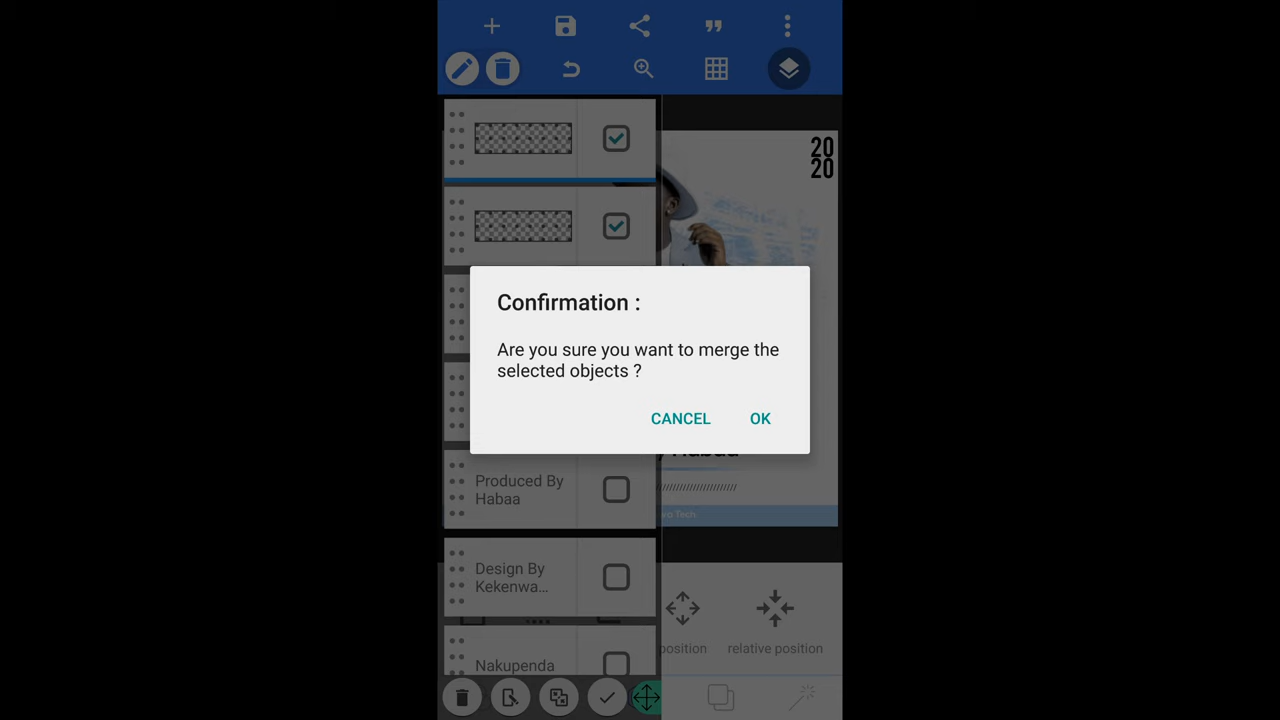 20
20
Confirmation :
Are you sure you want to merge the
selected objects ?
CANCEL OK
Produced By
Habaa
Design By
Kekenwa...
Tech
position
relative position
Nakupenda